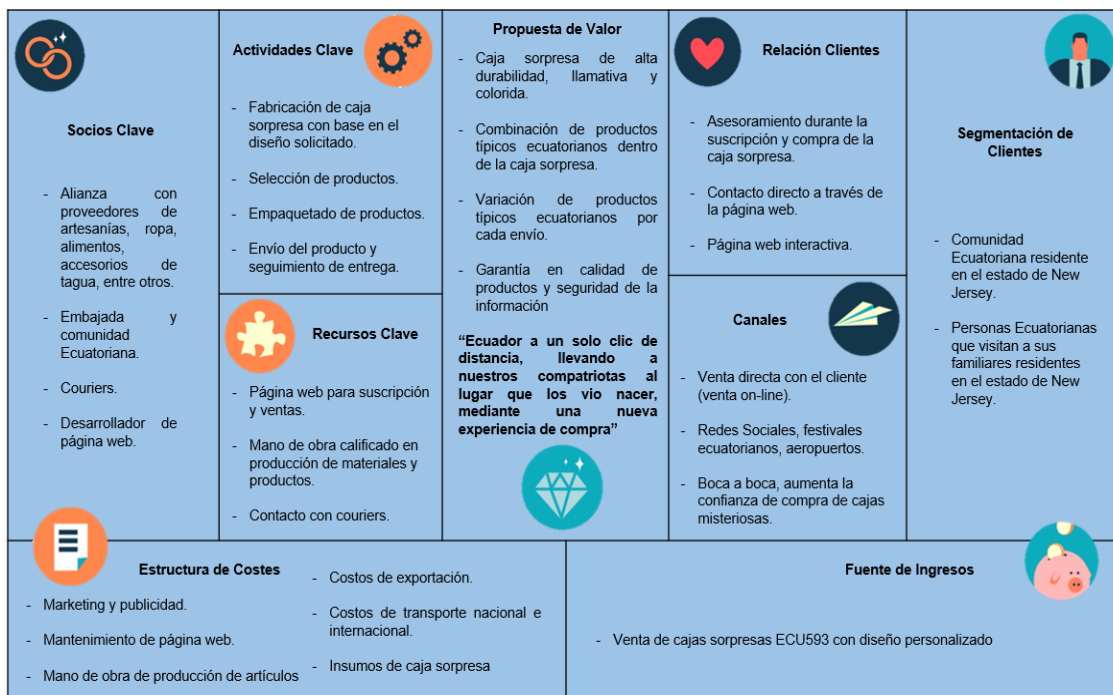 Socios Clave
- Alianza con
proveedores de
artesanías, ropa,
alimentos,
accesorios de
tagua, entre otros.
- Embajada y
comunidad
Ecuatoriana.
- Couriers.
- Desarrollador de
página web.
Actividades Clave
- Fabricación de caja
sorpresa con base en el
diseño solicitado.
- Selección de productos.
- Empaquetado de productos.
- Envío del producto y
seguimiento de entrega.
Recursos Clave
- Página web para suscripción
y ventas.
- Mano de obra calificado en
producción de materiales y
productos.
- Contacto con couriers.
Propuesta de Valor
- Caja sorpresa de alta
durabilidad, llamativa y
colorida.
- Combinación de productos
típicos ecuatorianos dentro
de la caja sorpresa.
- Variación de productos
típicos ecuatorianos por
cada envío.
- Garantía en calidad de
productos y seguridad de la
información
“Ecuador a un solo clic de
distancia, llevando a
nuestros compatriotas al
lugar que los vio nacer,
mediante una nueva
experiencia de compra”
Relación Clientes
- Asesoramiento durante la
suscripción y compra de la
caja sorpresa.
- Contacto directo a través de
la página web.
- Página web interactiva.
Canales
- Venta directa con el cliente
(venta on-line).
- Redes Sociales, festivales
ecuatorianos, aeropuertos.
- Boca a boca, aumenta la
confianza de compra de cajas
misteriosas.
Segmentación de
Clientes
- Comunidad
Ecuatoriana residente
en el estado de New
Jersey.
- Personas Ecuatorianas
que visitan a sus
familiares residentes
en el estado de New
Jersey.
Estructura de Costes
- Marketing y publicidad.
- Mantenimiento de página web.
- Mano de obra de producción de artículos
- Costos de exportación.
- Costos de transporte nacional e
internacional.
- Insumos de caja sorpresa
Fuente de Ingresos
- Venta de cajas sorpresas ECU593 con diseño personalizado